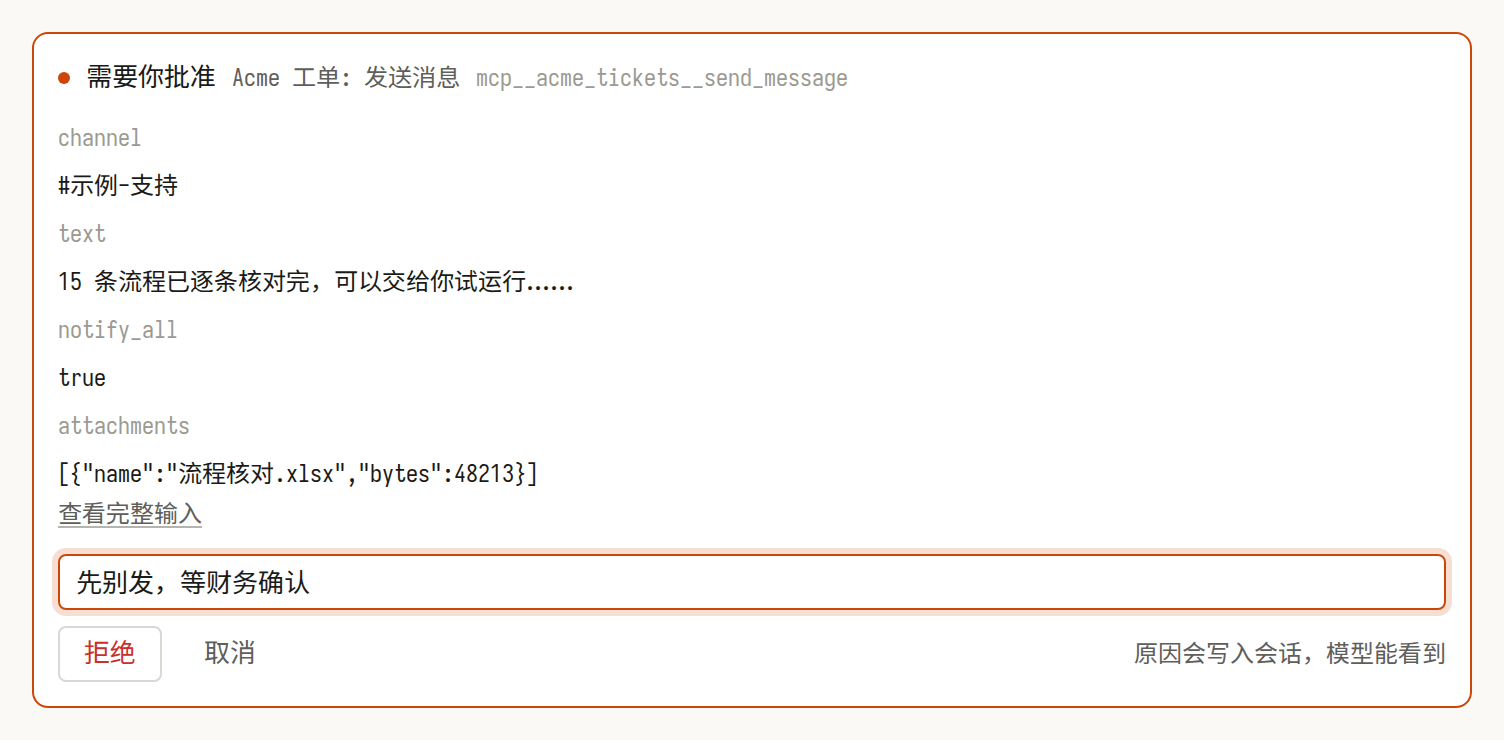 需要你批准 Acme 工单: 发送消息 mcp__acme_tickets__send_message
channel
#示例-支持
text
15 条流程已逐条核对完，可以交给你试运行……
notify_all
true
attachments
[{"name":"流程核对.xlsx","bytes":48213}]
查看完整输入
先别发，等财务确认
拒绝 取消 原因会写入会话，模型能看到